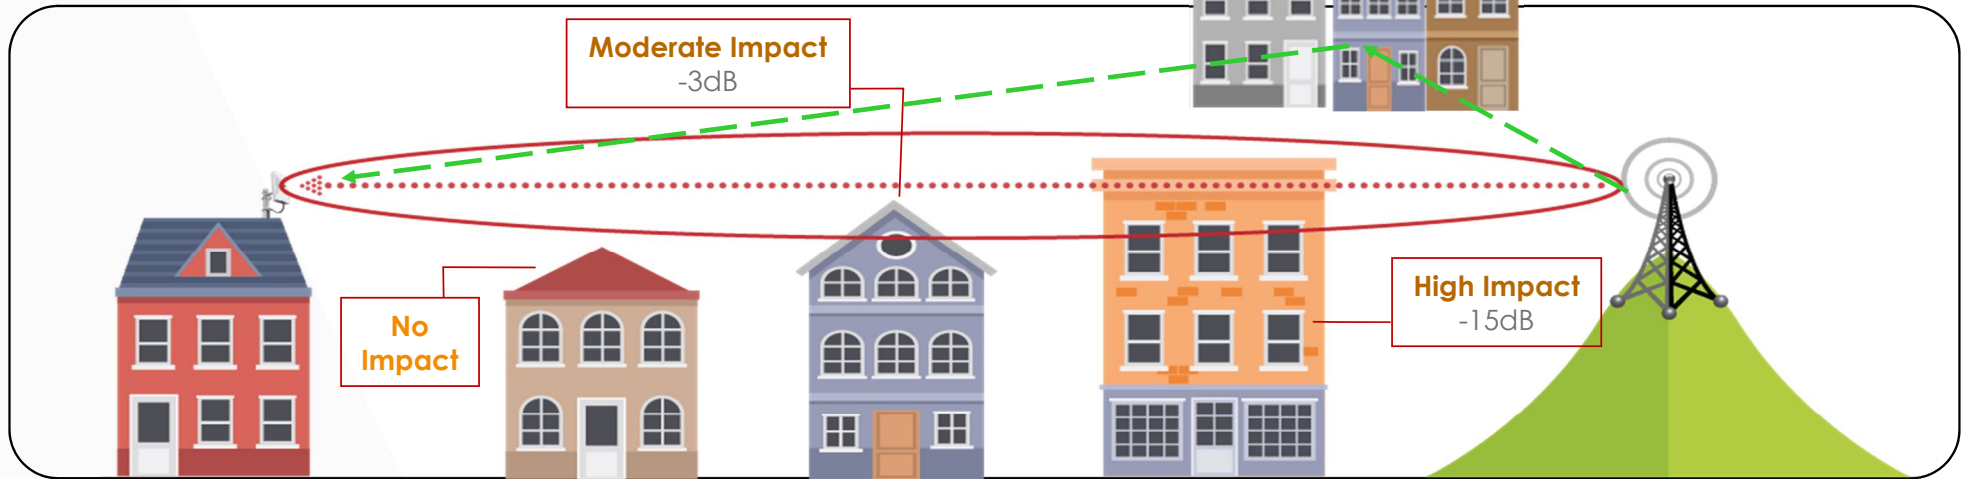 Moderate Impact
-3dB
No
Impact
High Impact
-15dB